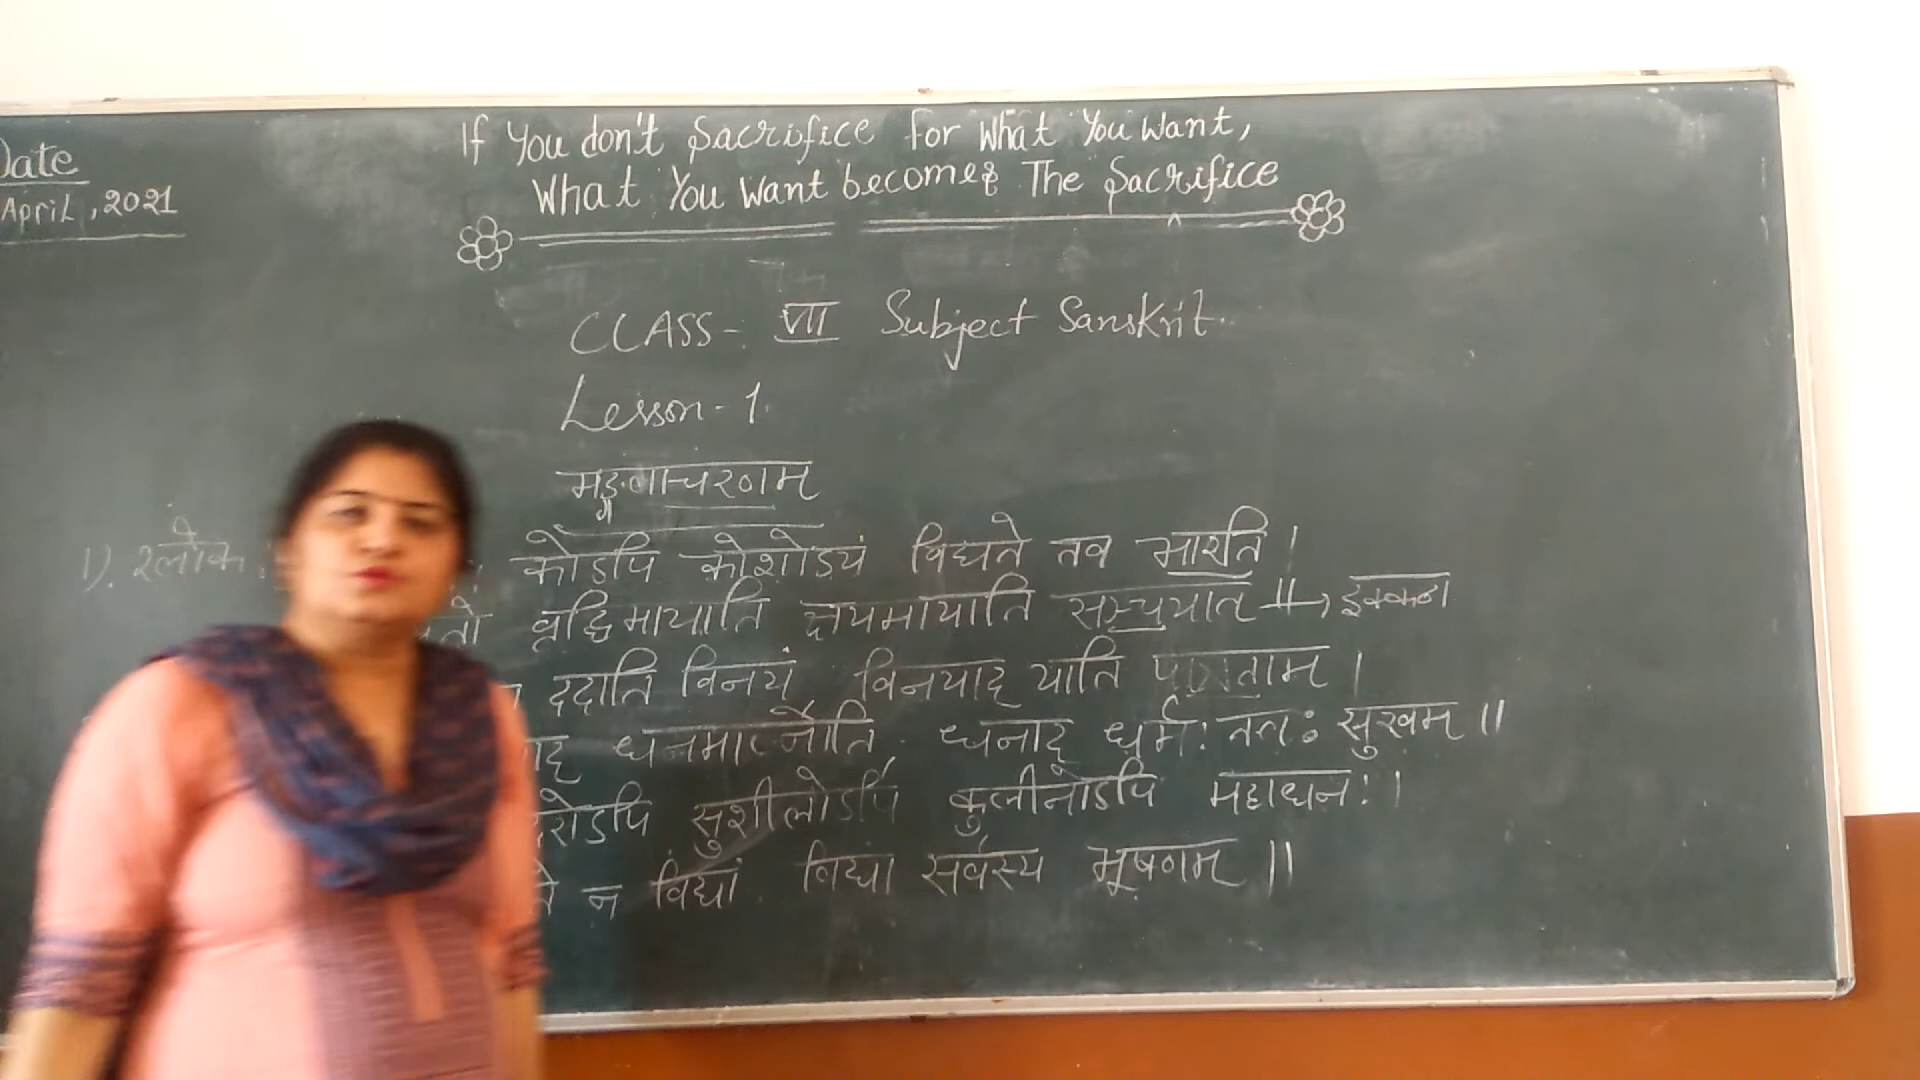 Date
April, 2021
If You don't Sacrifice for What You Want,
What You Want becomes The Sacrifice
CLASS- VII Subject Sanskrit.
Lesson-1.
मङ्गलाचरणम्
1). श्लोक :
कोऽपि कोशोऽयं विद्यते तव भारति ।
वृद्धिमायाति क्षयमायाति सञ्चयात् ॥ → इक्कठा
ददाति विनयं, विनयाद् याति पात्रताम् ।
धनमाप्नोति, धनाद् धर्मः ततः सुखम् ॥
सुशीलोऽपि कुलीनोऽपि महाधनः ।
न विद्यां विद्या सर्वस्य भूषणम् ॥